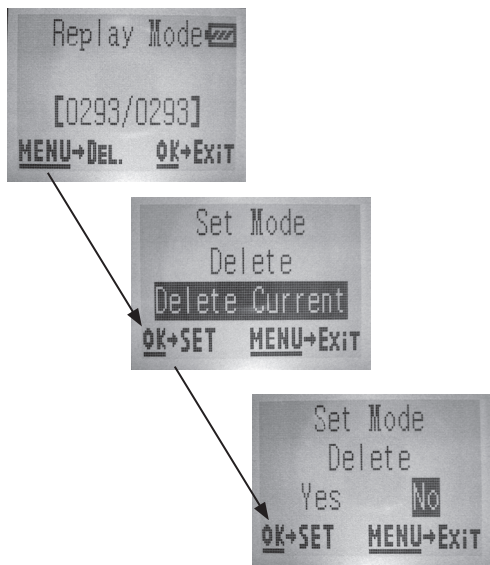 Replay Mode
[0293/0293]
MENU→DEL. OK→EXiT
Set Mode
Delete
Delete Current
OK→SET MENU→EXiT
Set Mode
Delete
Yes No
OK→SET MENU→EXiT